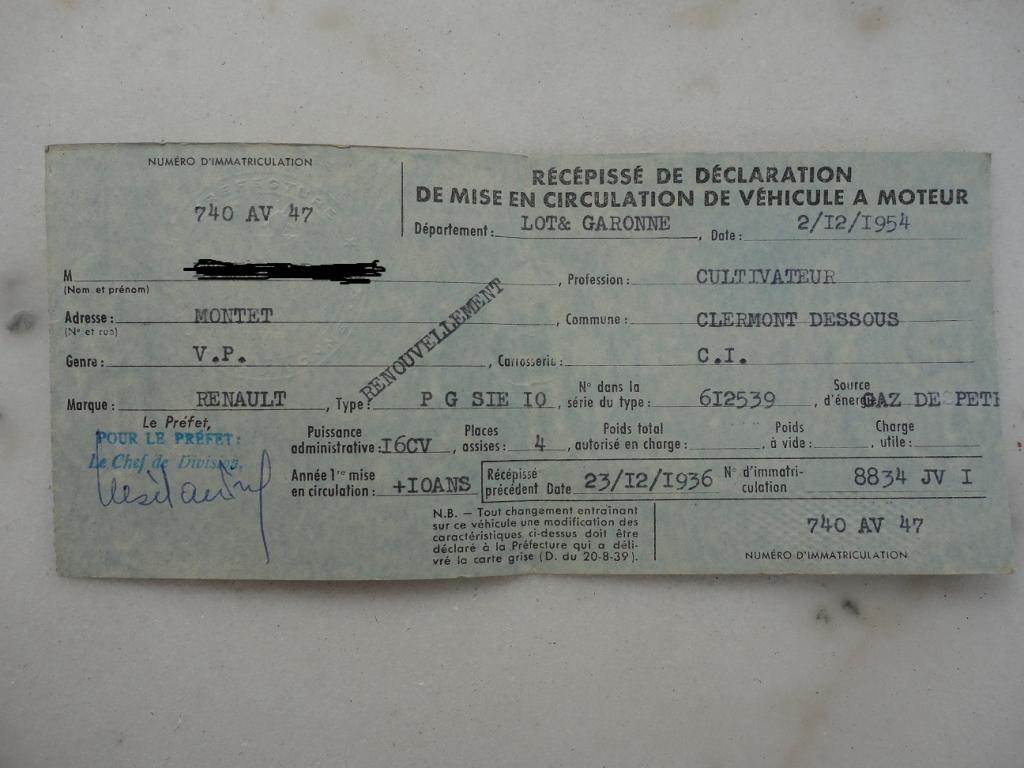 NUMÉRO D'IMMATRICULATION
740 AV 47
RÉCÉPISSÉ DE DÉCLARATION
DE MISE EN CIRCULATION DE VÉHICULE A MOTEUR
Département : LOT& GARONNE , Date : 2/I2/I954
M , Profession : CULTIVATEUR
(Nom et prénom)
Adresse : MONTET , Commune : CLERMONT DESSOUS
(N° et rue)
Genre : V.P. , Carrosserie : C.I.
RENOUVELLEMENT
Marque : RENAULT , Type : P G SIE IO N° dans la série du type : 6I2539 , Source d'énergie GAZ DE PETR
Le Préfet,
POUR LE PRÉFET :
Le Chef de Division,
Puissance administrative : I6CV , Places assises : 4 , Poids total autorisé en charge : , Poids à vide : , Charge utile :
Année 1re mise en circulation : +IOANS Récépissé précédent Date 23/I2/I936 N° d'immatriculation 8834 JV I
N.B. — Tout changement entraînant
sur ce véhicule une modification des
caractéristiques ci-dessus doit être
déclaré à la Préfecture qui a déli-
vré la carte grise (D. du 20-8-39).
740 AV 47
NUMÉRO D'IMMATRICULATION